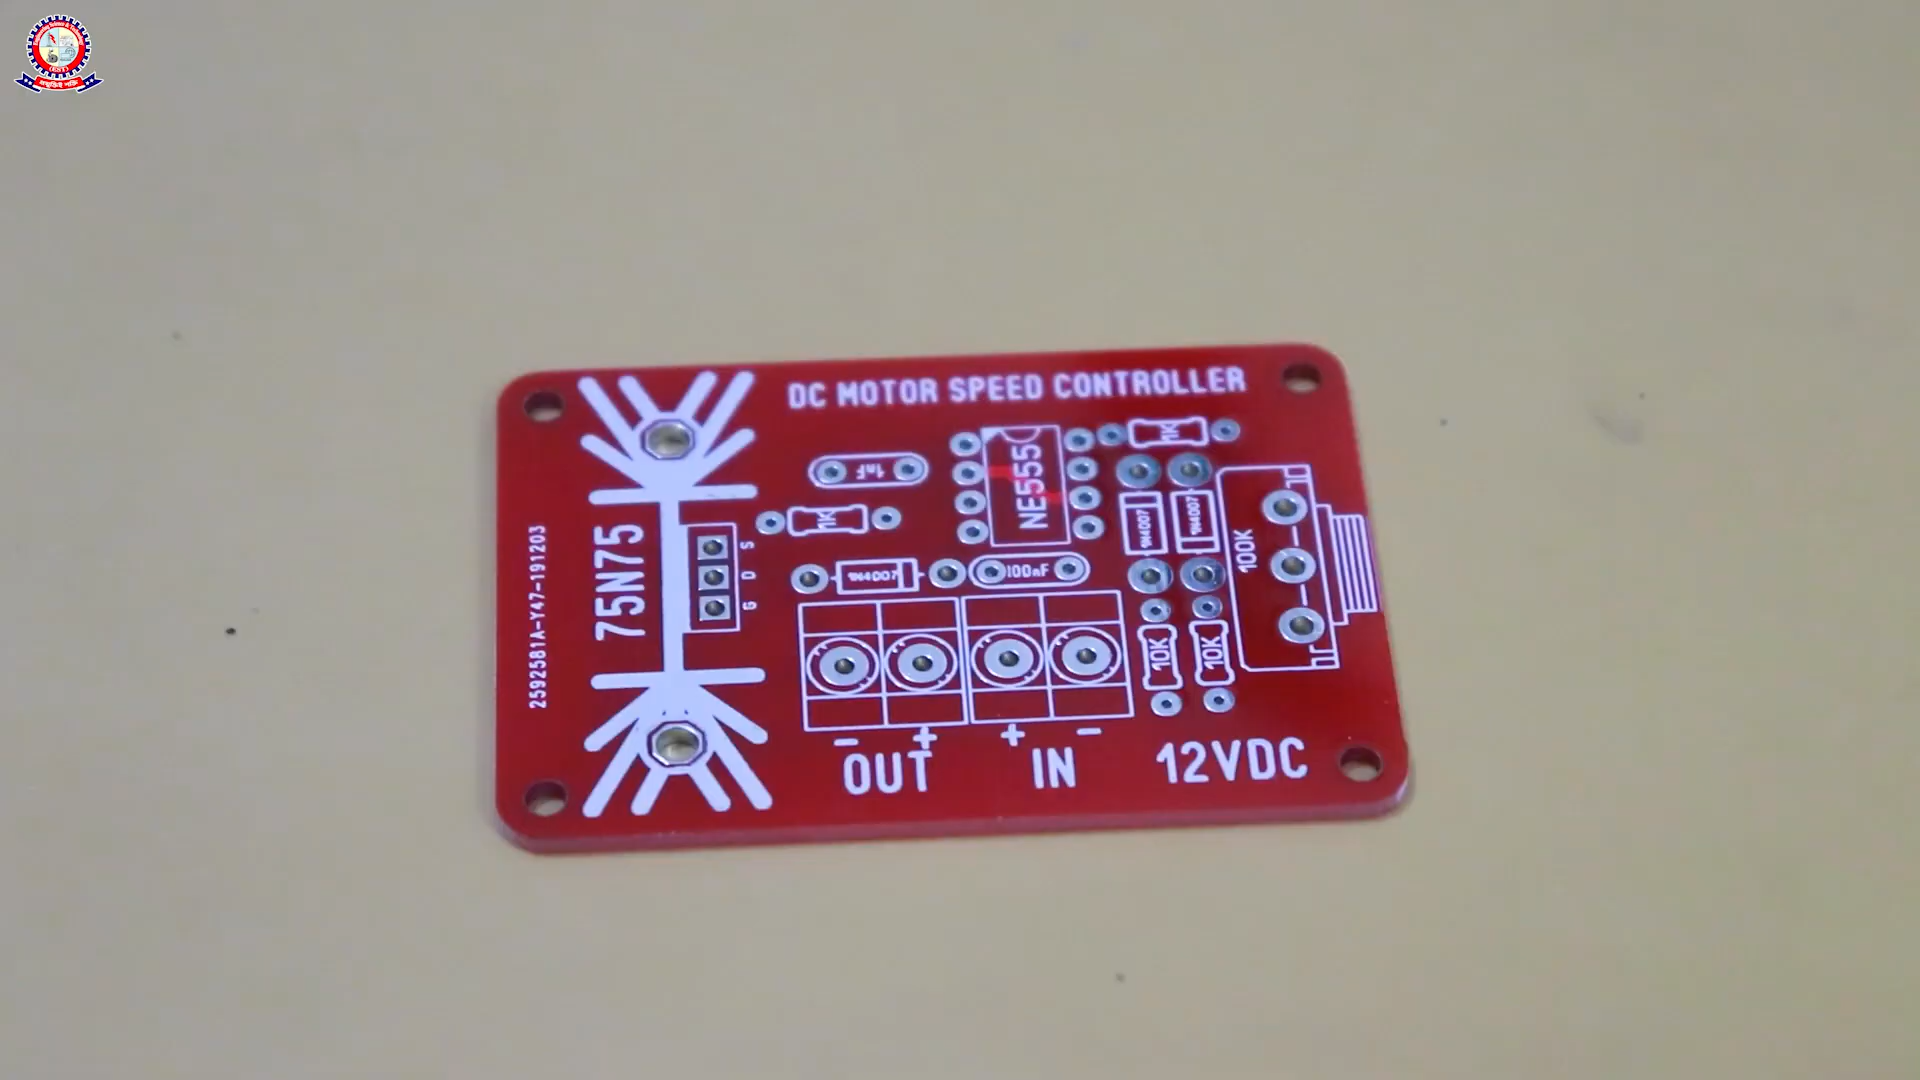 DC MOTOR SPEED CONTROLLER
1K
1nF
NE555
1K
1N4007
1N4007
100K
75N75
S
D
G
1N4007
100nF
10K
10K
2592581A-Y47-191203
- + + -
OUT IN 12VDC